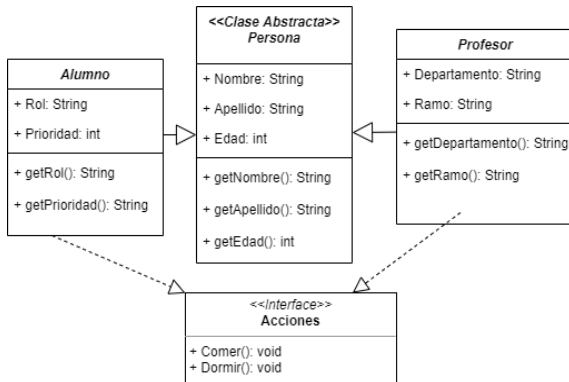 Alumno
+ Rol: String
+ Prioridad: int
+ getRol(): String
+ getPrioridad(): String
<<Clase Abstracta>>
Persona
+ Nombre: String
+ Apellido: String
+ Edad: int
+ getNombre(): String
+ getApellido(): String
+ getEdad(): int
Profesor
+ Departamento: String
+ Ramo: String
+ getDepartamento(): String
+ getRamo(): String
<<Interface>>
Acciones
+ Comer(): void
+ Dormir(): void